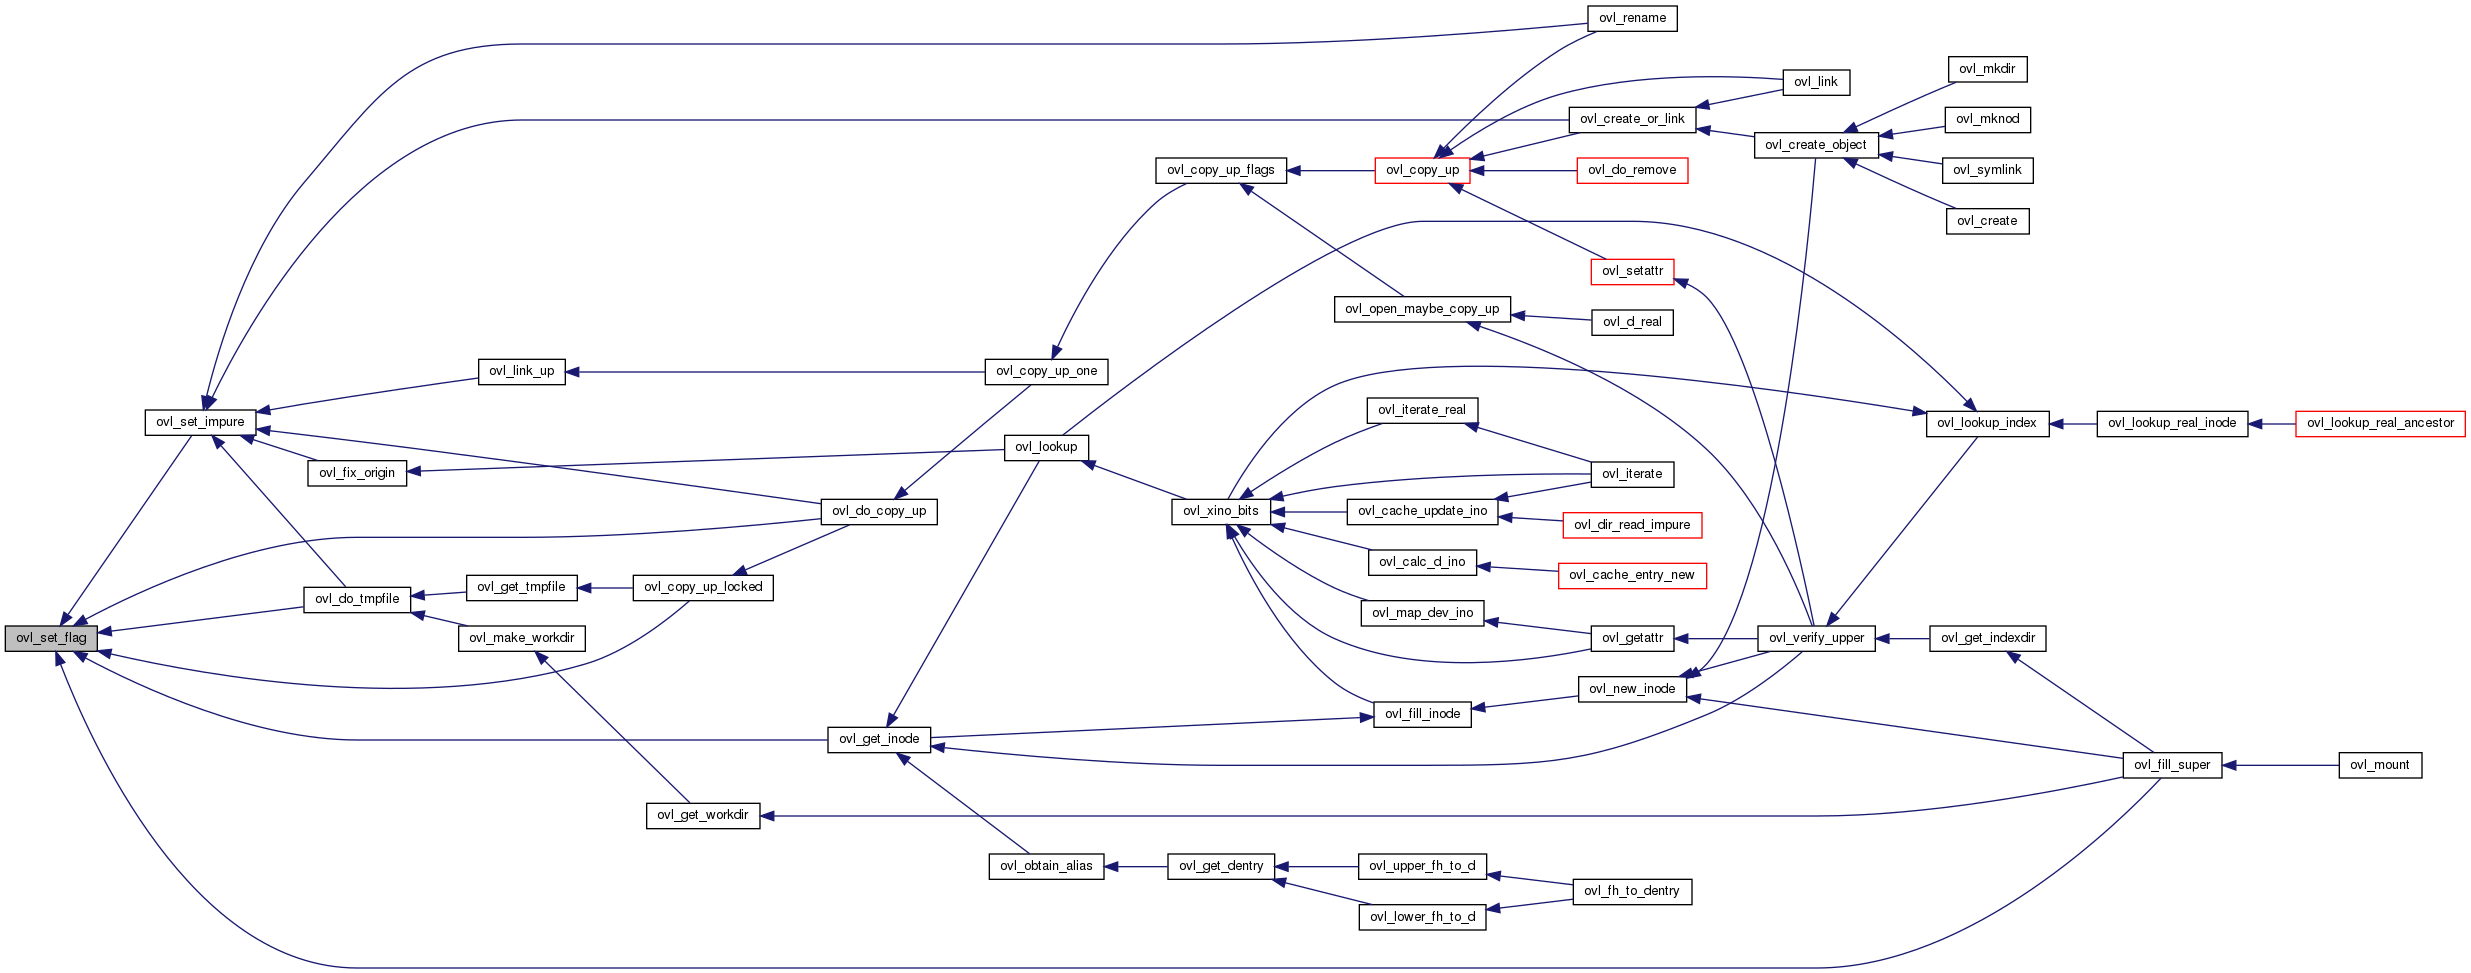 ovl_rename
ovl_mkdir
ovl_link
ovl_create_or_link
ovl_mknod
ovl_create_object
ovl_copy_up_flags
ovl_copy_up
ovl_do_remove
ovl_symlink
ovl_create
ovl_setattr
ovl_open_maybe_copy_up
ovl_d_real
ovl_link_up
ovl_copy_up_one
ovl_iterate_real
ovl_set_impure
ovl_lookup_index
ovl_lookup_real_inode
ovl_lookup_real_ancestor
ovl_lookup
ovl_fix_origin
ovl_iterate
ovl_do_copy_up
ovl_xino_bits
ovl_cache_update_ino
ovl_dir_read_impure
ovl_calc_d_ino
ovl_cache_entry_new
ovl_get_tmpfile
ovl_copy_up_locked
ovl_do_tmpfile
ovl_map_dev_ino
ovl_set_flag
ovl_make_workdir
ovl_getattr
ovl_verify_upper
ovl_get_indexdir
ovl_new_inode
ovl_fill_inode
ovl_get_inode
ovl_fill_super
ovl_mount
ovl_get_workdir
ovl_obtain_alias
ovl_get_dentry
ovl_upper_fh_to_d
ovl_fh_to_dentry
ovl_lower_fh_to_d